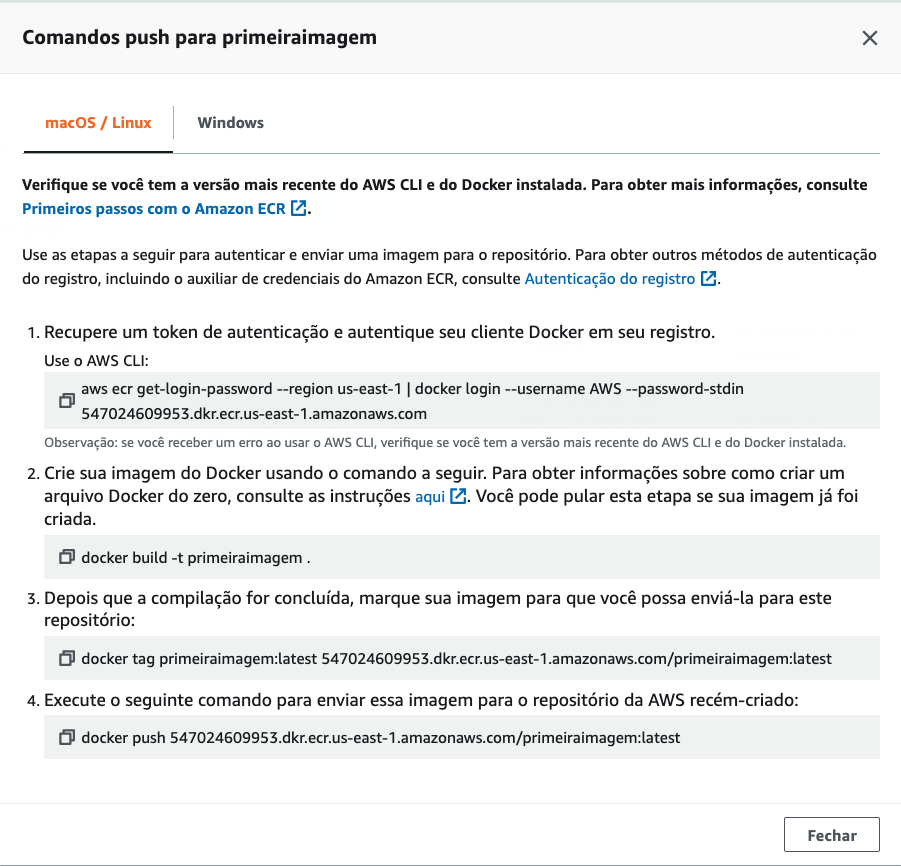 Comandos push para primeiraimagem
macOS / Linux
Windows
Verifique se você tem a versão mais recente do AWS CLI e do Docker instalada. Para obter mais informações, consulte
Primeiros passos com o Amazon ECR.
Use as etapas a seguir para autenticar e enviar uma imagem para o repositório. Para obter outros métodos de autenticação
do registro, incluindo o auxiliar de credenciais do Amazon ECR, consulte Autenticação do registro.
1. Recupere um token de autenticação e autentique seu cliente Docker em seu registro.
Use o AWS CLI:
aws ecr get-login-password --region us-east-1 | docker login --username AWS --password-stdin
547024609953.dkr.ecr.us-east-1.amazonaws.com
Observação: se você receber um erro ao usar o AWS CLI, verifique se você tem a versão mais recente do AWS CLI e do Docker instalada.
2. Crie sua imagem do Docker usando o comando a seguir. Para obter informações sobre como criar um
arquivo Docker do zero, consulte as instruções aqui. Você pode pular esta etapa se sua imagem já foi
criada.
docker build -t primeiraimagem .
3. Depois que a compilação for concluída, marque sua imagem para que você possa enviá-la para este
repositório:
docker tag primeiraimagem:latest 547024609953.dkr.ecr.us-east-1.amazonaws.com/primeiraimagem:latest
4. Execute o seguinte comando para enviar essa imagem para o repositório da AWS recém-criado:
docker push 547024609953.dkr.ecr.us-east-1.amazonaws.com/primeiraimagem:latest
Fechar